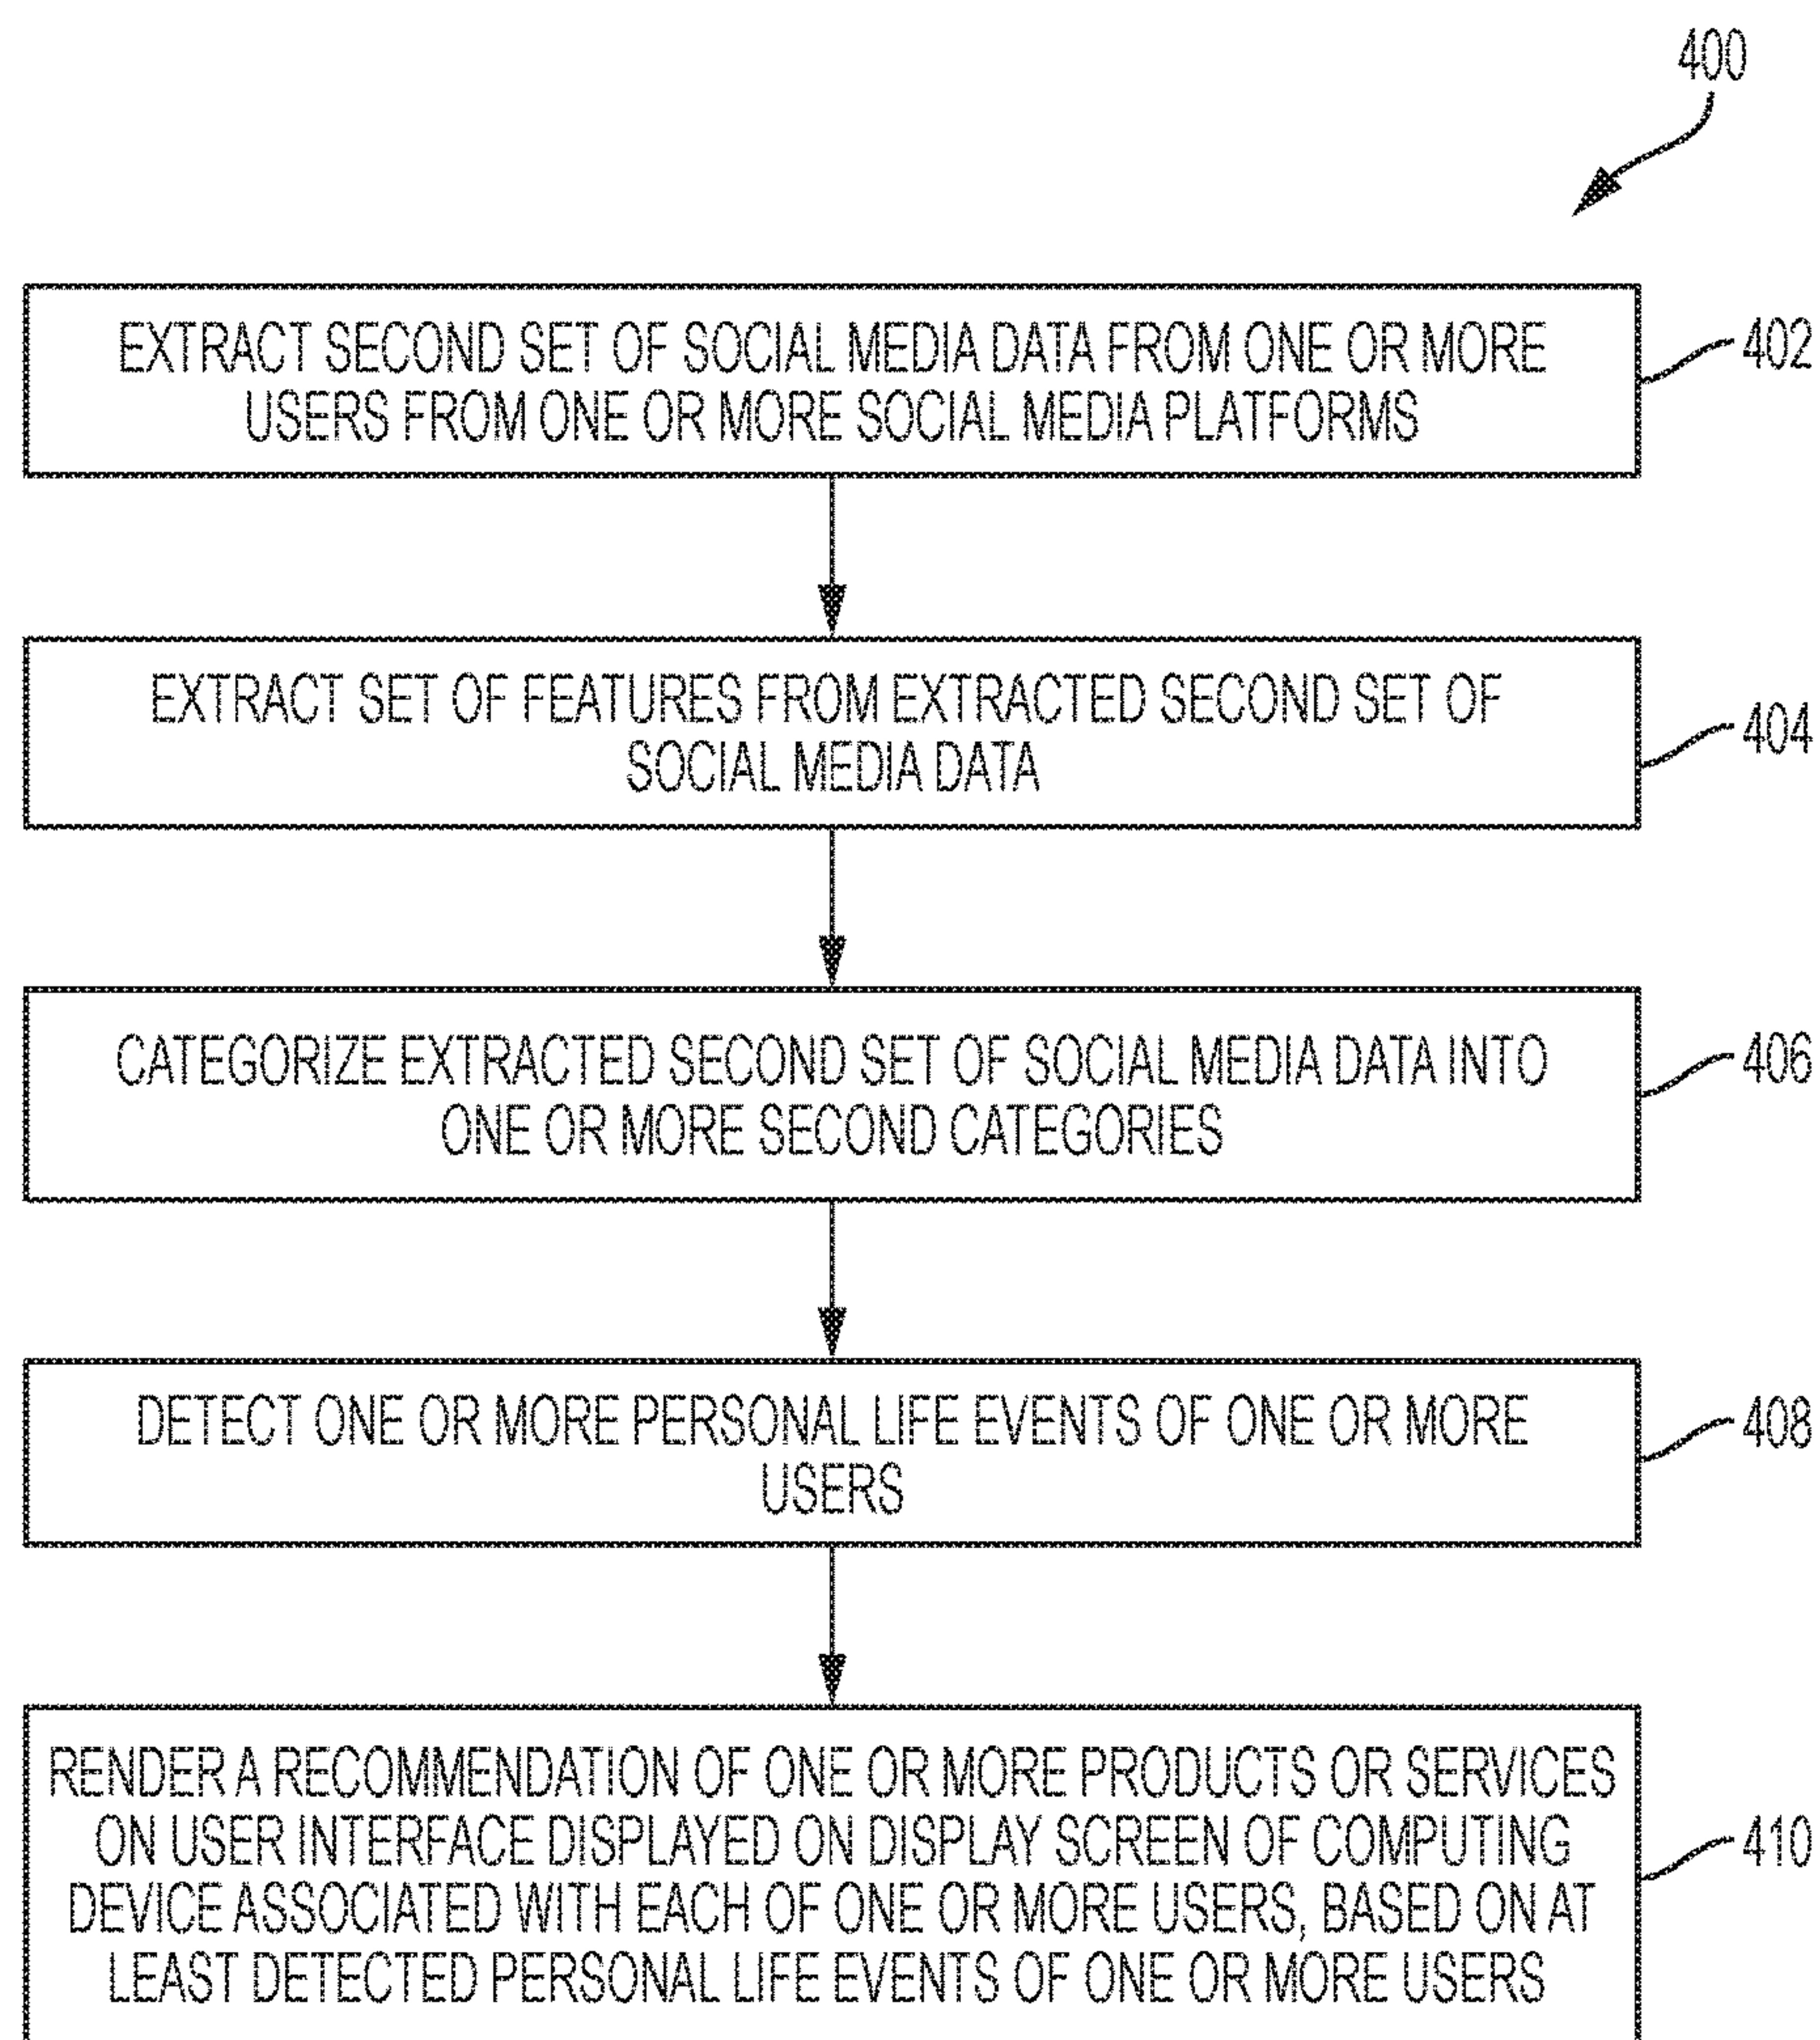 400
EXTRACT SECOND SET OF SOCIAL MEDIA DATA FROM ONE OR MORE
USERS FROM ONE OR MORE SOCIAL MEDIA PLATFORMS
402
EXTRACT SET OF FEATURES FROM EXTRACTED SECOND SET OF
SOCIAL MEDIA DATA
404
CATEGORIZE EXTRACTED SECOND SET OF SOCIAL MEDIA DATA INTO
ONE OR MORE SECOND CATEGORIES
406
DETECT ONE OR MORE PERSONAL LIFE EVENTS OF ONE OR MORE
USERS
408
RENDER A RECOMMENDATION OF ONE OR MORE PRODUCTS OR SERVICES
ON USER INTERFACE DISPLAYED ON DISPLAY SCREEN OF COMPUTING
DEVICE ASSOCIATED WITH EACH OF ONE OR MORE USERS, BASED ON AT
LEAST DETECTED PERSONAL LIFE EVENTS OF ONE OR MORE USERS
410